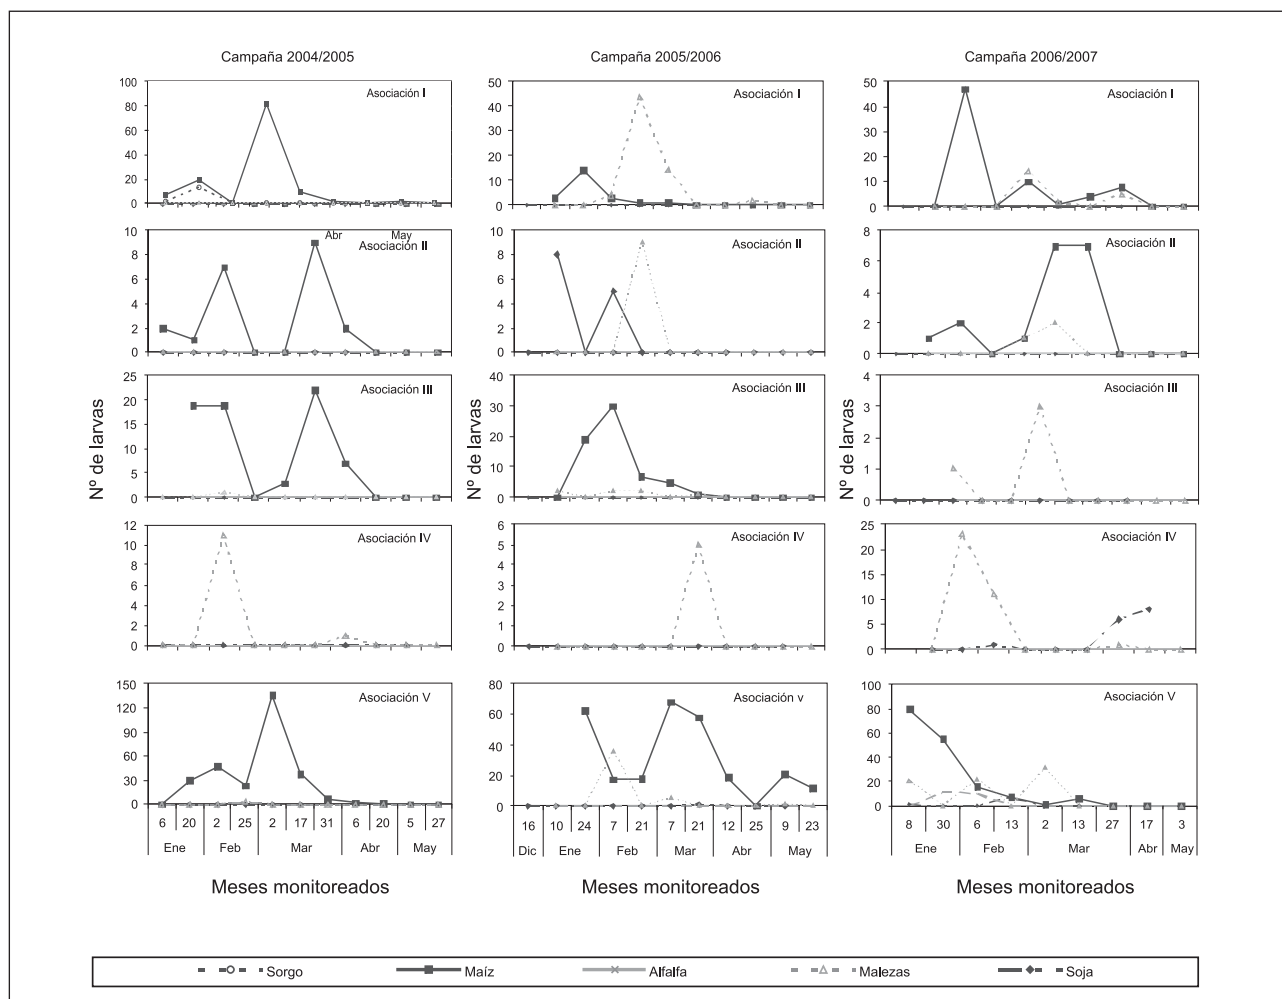 Campaña 2004/2005
Campaña 2005/2006
Campaña 2006/2007
100
80
60
40
20
0
Asociación I
50
40
30
20
10
0
Asociación I
50
40
30
20
10
0
Asociación I
10
8
6
4
2
0
Abr
May
Asociación II
10
8
6
4
2
0
Asociación II
8
6
4
2
0
Asociación II
Nº de larvas
25
20
15
10
5
0
Asociación III
Nº de larvas
40
30
20
10
0
Asociación III
Nº de larvas
4
3
2
1
0
Asociación III
12
10
8
6
4
2
0
Asociación IV
6
5
4
3
2
1
0
Asociación IV
25
20
15
10
5
0
Asociación IV
150
120
90
60
30
0
Asociación V
80
60
40
20
0
Asociación v
100
80
60
40
20
0
Asociación V
6 20 2 25 2 17 31 6 20 5 27
Ene Feb Mar Abr May
16 10 24 7 21 7 21 12 25 9 23
Dic Ene Feb Mar Abr May
8 30 6 13 2 13 27 17 3
Ene Feb Mar Abr May
Meses monitoreados
Meses monitoreados
Meses monitoreados
Sorgo Maíz Alfalfa Malezas Soja